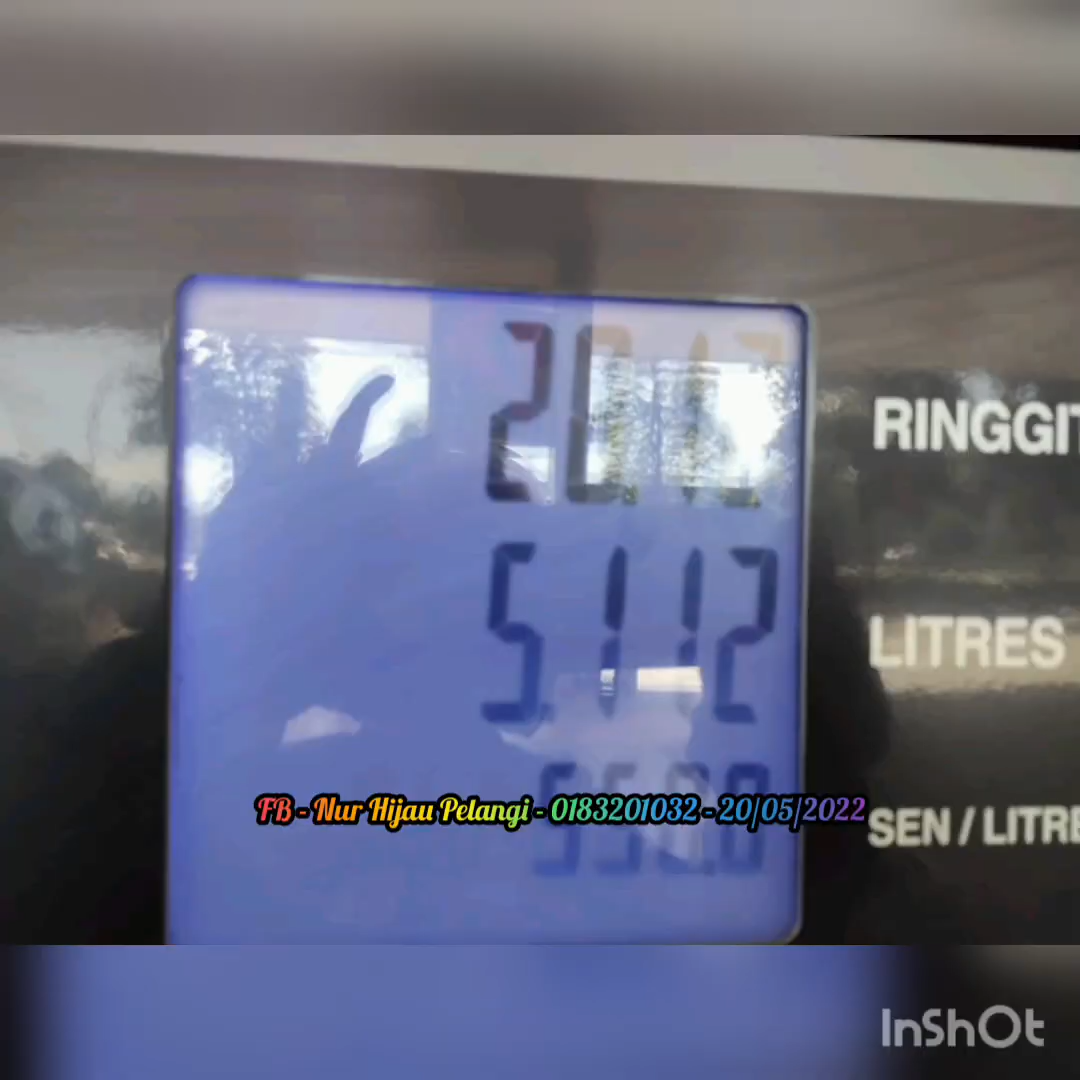 RINGGIT
5.112 LITRES
FB - Nur Hijau Pelangi - 0183201032 - 20/05/2022
SEN / LITRE
InShOt